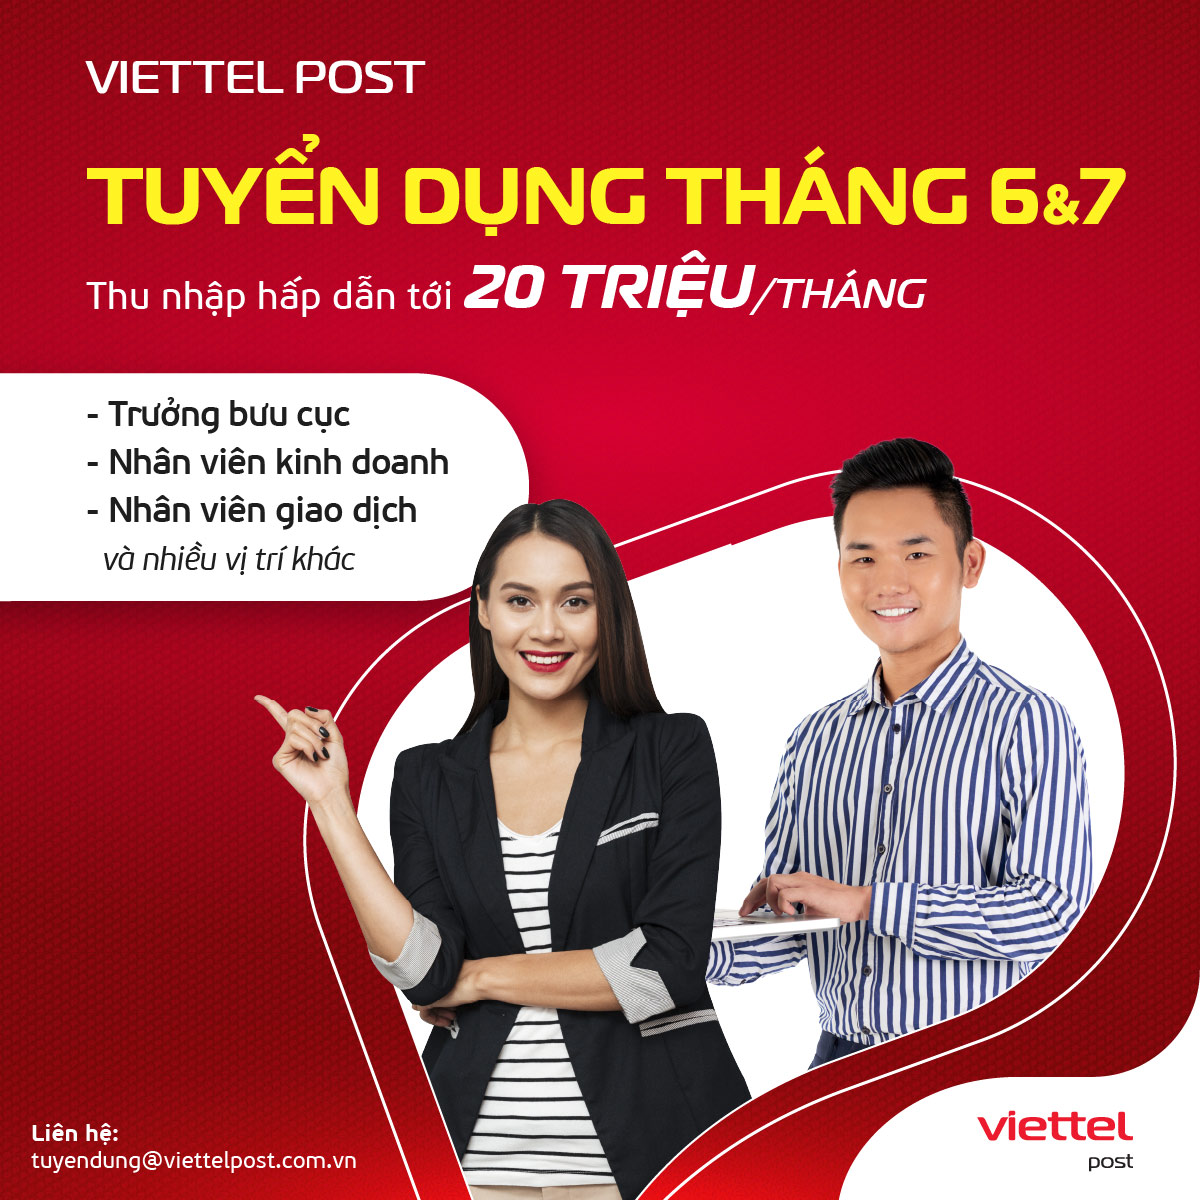 VIETTEL POST
TUYỂN DỤNG THÁNG 6&7
Thu nhập hấp dẫn tới 20 TRIỆU/THÁNG
- Trưởng bưu cục
- Nhân viên kinh doanh
- Nhân viên giao dịch
và nhiều vị trí khác
Liên hệ:
tuyendung@viettelpost.com.vn
viettel
post